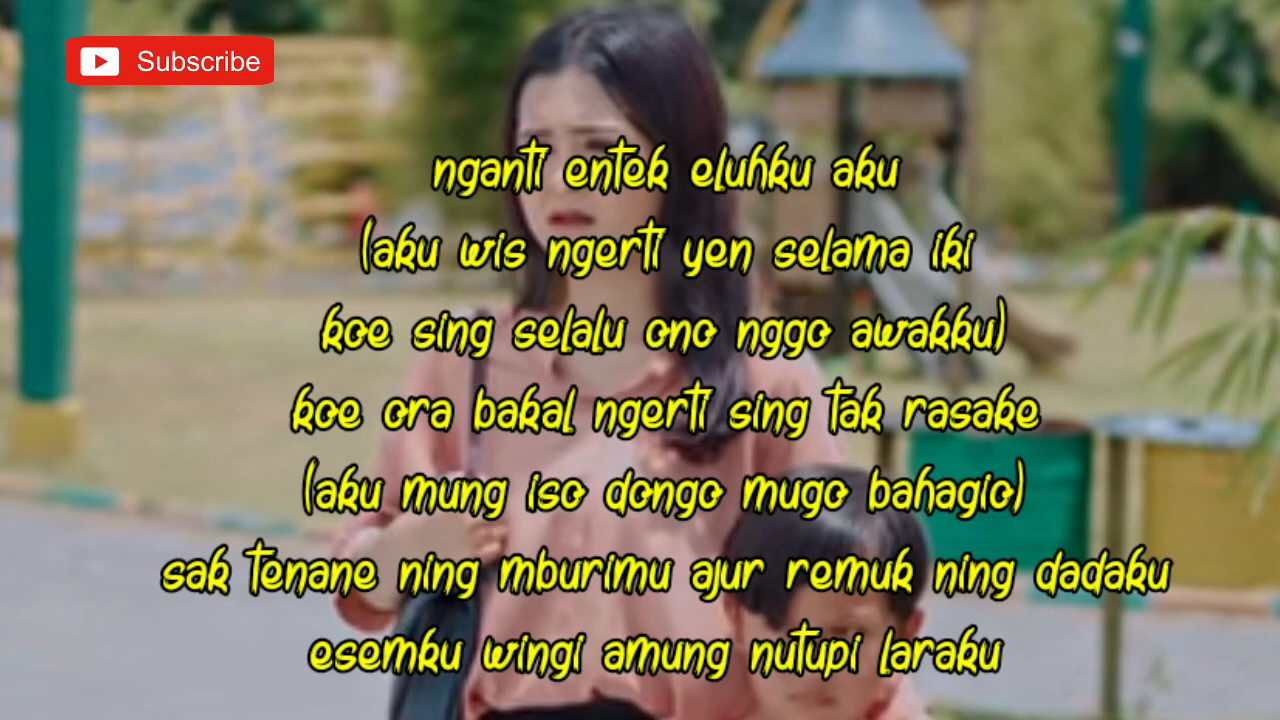 Subscribe
nganti entek eluhku aku
(aku wis ngerti yen selama iki
koe sing selalu ono nggo awakku)
koe ora bakal ngerti sing tak rasake
(aku mung iso dongo mugo bahagio)
sak tenane ning mburimu ajur remuk ning dadaku
esemku wingi amung nutupi laraku